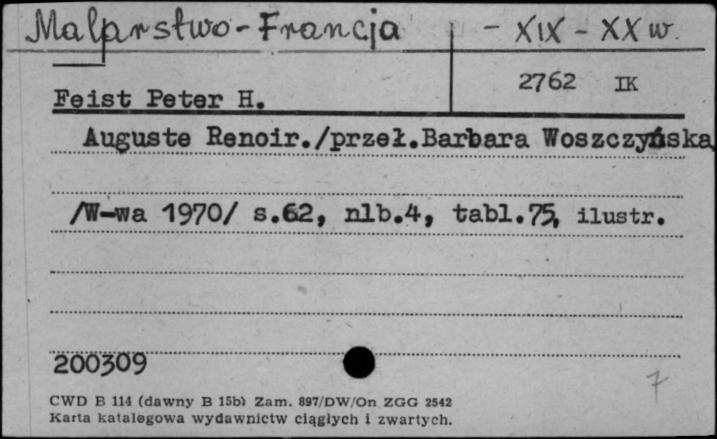 Malarstwo - Francja - XIX - XX w.
2762 IK
Feist Peter H.
Auguste Renoir./przeł.Barbara Woszczyńska,
/W-wa 1970/ s.62, nlb.4, tabl.75, ilustr.
200309
7
CWD B 114 (dawny B 15b) Zam. 897/DW/On ZGG 2542
Karta katalogowa wydawnictw ciągłych i zwartych.